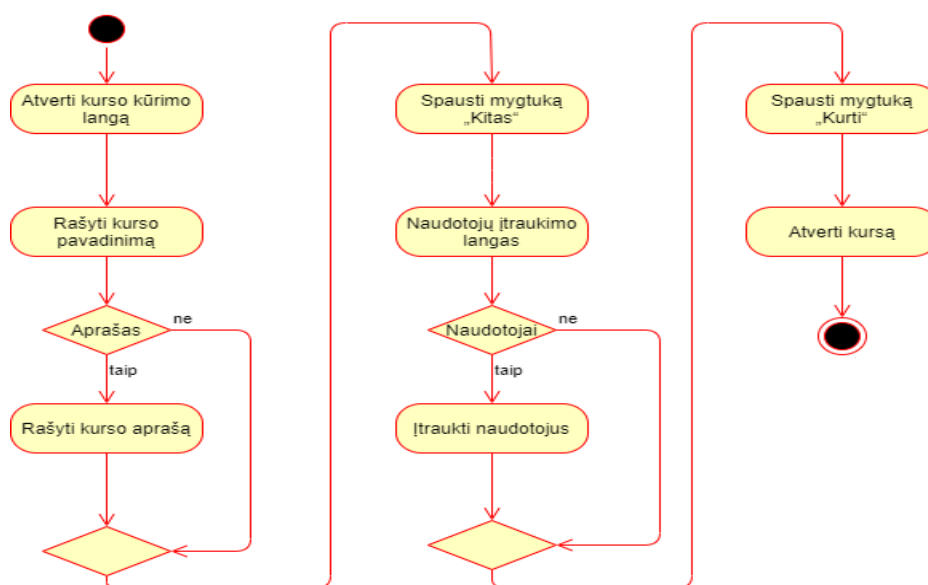 Atverti kurso kūrimo
langą
Rašyti kurso
pavadinimą
Aprašas
ne
taip
Rašyti kurso aprašą
Spausti mygtuką
„Kitas“
Naudotojų įtraukimo
langas
Naudotojai
ne
taip
Įtraukti naudotojus
Spausti mygtuką
„Kurti“
Atverti kursą